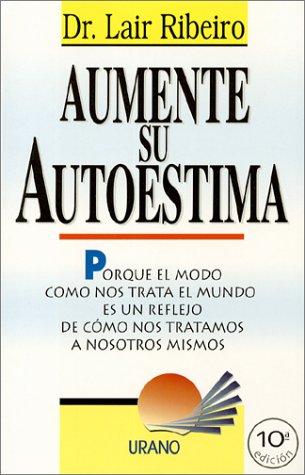 Dr. Lair Ribeiro
AUMENTE
SU
AUTOESTIMA
PORQUE EL MODO
COMO NOS TRATA EL MUNDO
ES UN REFLEJO
DE CÓMO NOS TRATAMOS
A NOSOTROS MISMOS
URANO
10ª
edición